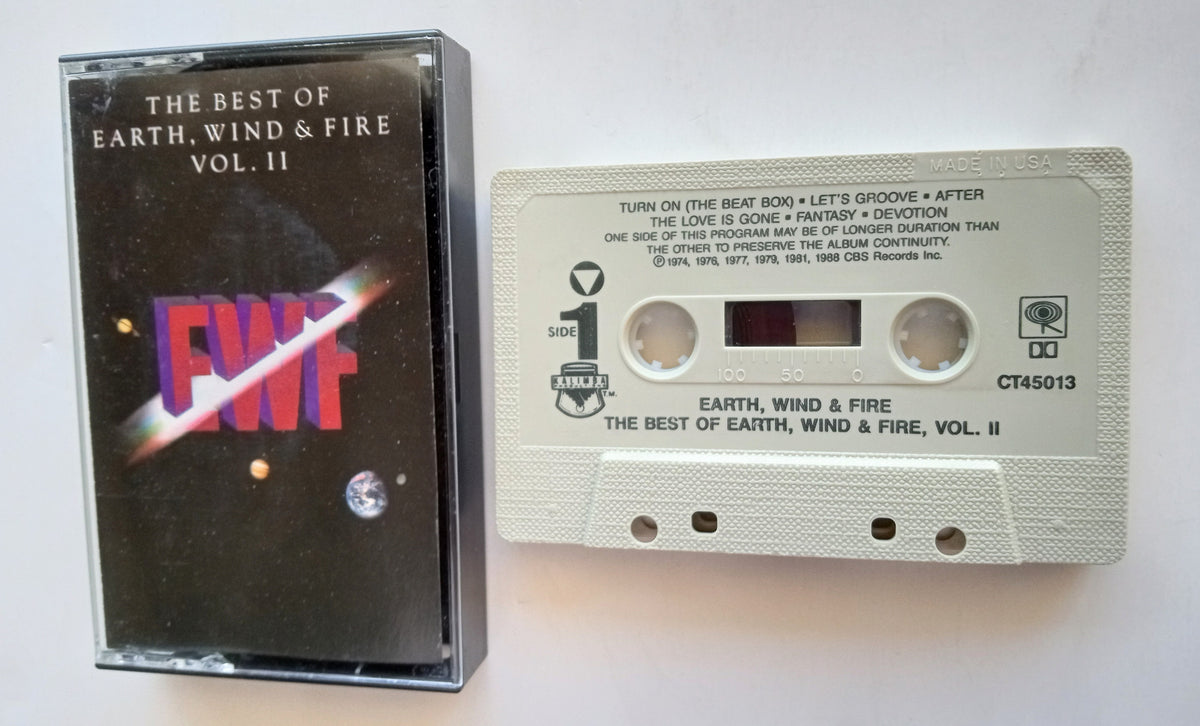 THE BEST OF
EARTH, WIND & FIRE
VOL. II
EWF
MADE IN USA
TURN ON (THE BEAT BOX) ▪ LET'S GROOVE ▪ AFTER
THE LOVE IS GONE ▪ FANTASY ▪ DEVOTION
ONE SIDE OF THIS PROGRAM MAY BE OF LONGER DURATION THAN
THE OTHER TO PRESERVE THE ALBUM CONTINUITY.
℗ 1974, 1976, 1977, 1979, 1981, 1988 CBS Records Inc.
SIDE 1
KALIMBA
TM.
100 50 0
CT45013
EARTH, WIND & FIRE
THE BEST OF EARTH, WIND & FIRE, VOL. II